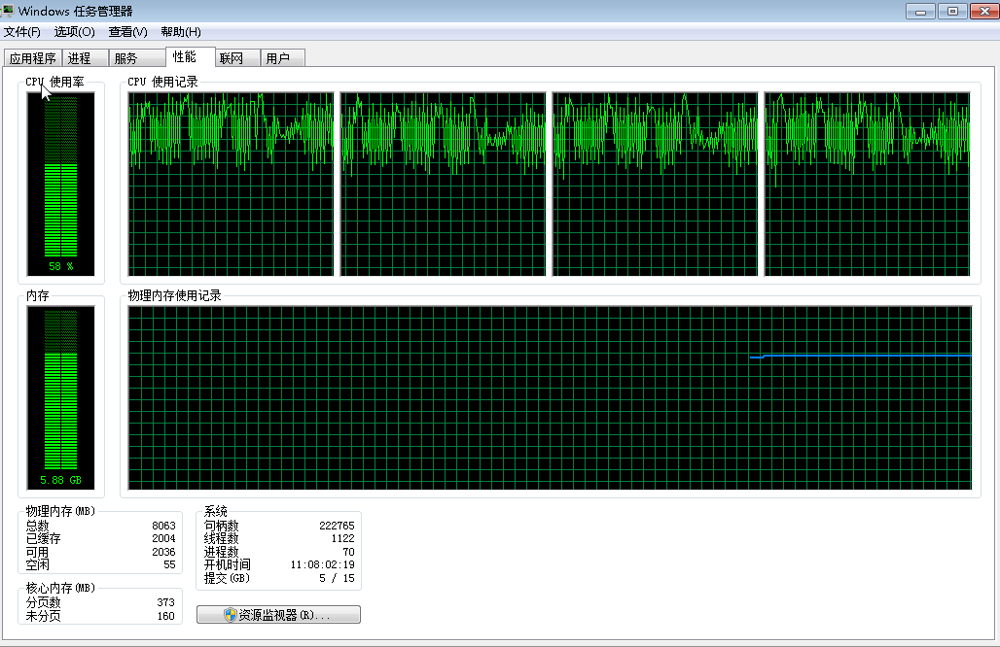 Windows 任务管理器
文件(F) 选项(O) 查看(V) 帮助(H)
应用程序 进程 服务 性能 联网 用户
CPU 使用率 CPU 使用记录
58 %
内存 物理内存使用记录
5.88 GB
物理内存(MB)
总数 8063
已缓存 2004
可用 2036
空闲 55
核心内存(MB)
分页数 373
未分页 160
系统
句柄数 222765
线程数 1122
进程数 70
开机时间 11:08:02:19
提交(GB) 5 / 15
资源监视器(R)...